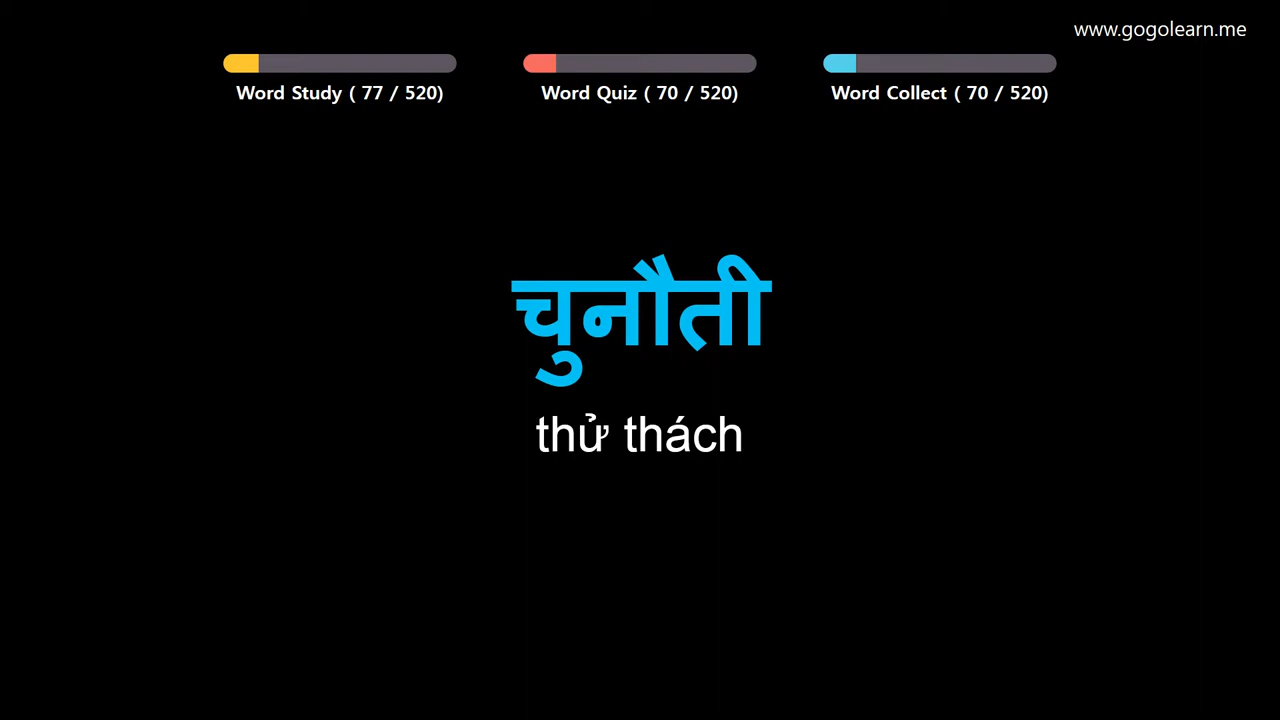 www.gogolearn.me
Word Study ( 77 / 520)
Word Quiz ( 70 / 520)
Word Collect ( 70 / 520)
चुनौती
thử thách